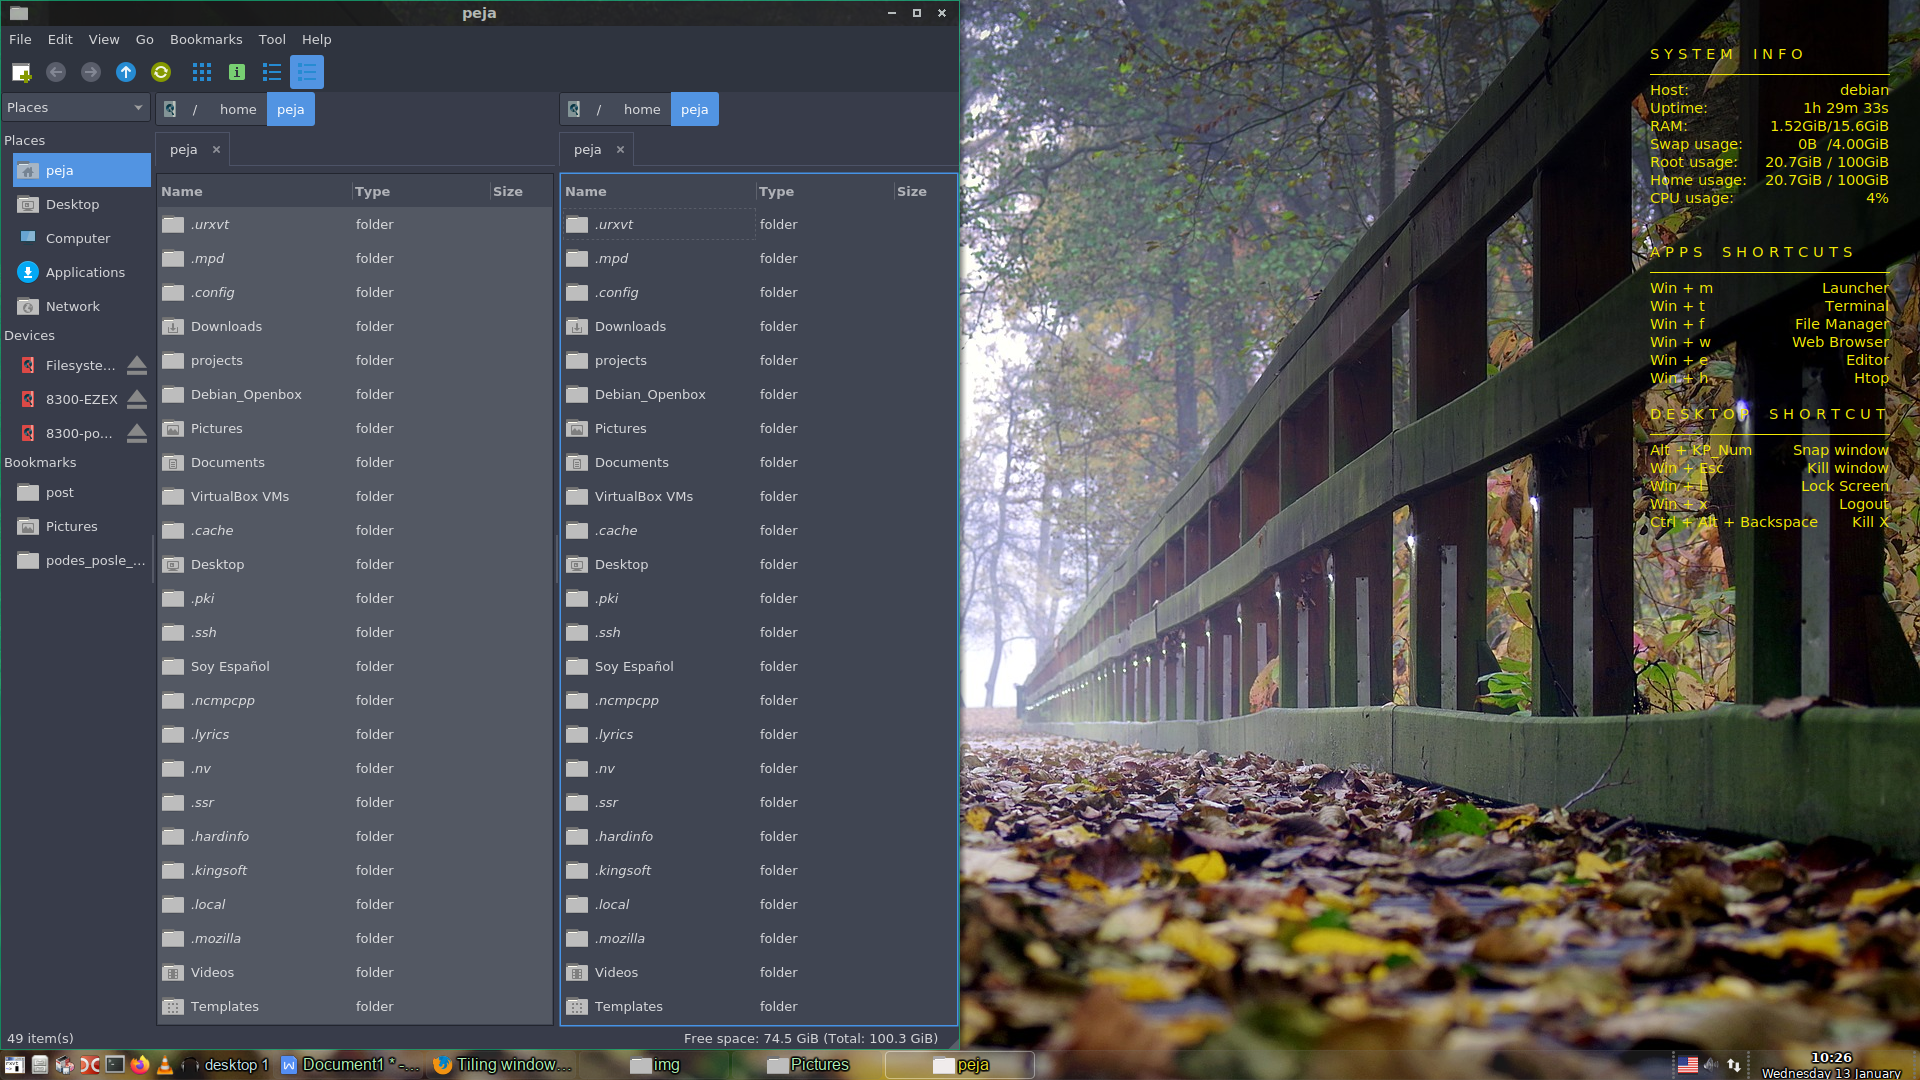 peja
File Edit View Go Bookmarks Tool Help
Places
/ home peja
/ home peja
Places
peja
Desktop
Computer
Applications
Network
Devices
Filesyste...
8300-EZEX
8300-po...
Bookmarks
post
Pictures
podes_posle_...
peja
Name Type Size
.urxvt folder
.mpd folder
.config folder
Downloads folder
projects folder
Debian_Openbox folder
Pictures folder
Documents folder
VirtualBox VMs folder
.cache folder
Desktop folder
.pki folder
.ssh folder
Soy Español folder
.ncmpcpp folder
.lyrics folder
.nv folder
.ssr folder
.hardinfo folder
.kingsoft folder
.local folder
.mozilla folder
Videos folder
Templates folder
peja
Name Type Size
.urxvt folder
.mpd folder
.config folder
Downloads folder
projects folder
Debian_Openbox folder
Pictures folder
Documents folder
VirtualBox VMs folder
.cache folder
Desktop folder
.pki folder
.ssh folder
Soy Español folder
.ncmpcpp folder
.lyrics folder
.nv folder
.ssr folder
.hardinfo folder
.kingsoft folder
.local folder
.mozilla folder
Videos folder
Templates folder
49 item(s) Free space: 74.5 GiB (Total: 100.3 GiB)
SYSTEM INFO
Host: debian
Uptime: 1h 29m 33s
RAM: 1.52GiB/15.6GiB
Swap usage: 0B /4.00GiB
Root usage: 20.7GiB / 100GiB
Home usage: 20.7GiB / 100GiB
CPU usage: 4%
APPS SHORTCUTS
Win + m Launcher
Win + t Terminal
Win + f File Manager
Win + w Web Browser
Win + e Editor
Win + h Htop
DESKTOP SHORTCUT
Alt + KP_Num Snap window
Win + Esc Kill window
Win + l Lock Screen
Win + x Logout
Ctrl + Alt + Backspace Kill X
desktop 1 Document1 * -... Tiling window... img Pictures peja
10:26
Wednesday 13 January